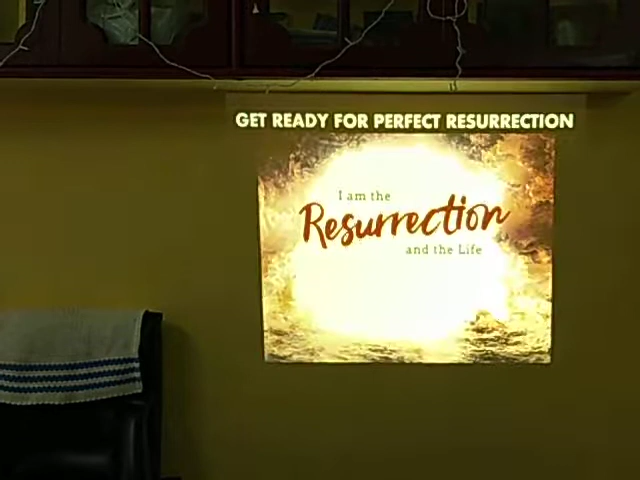 GET READY FOR PERFECT RESURRECTION
I am the
Resurrection
and the Life